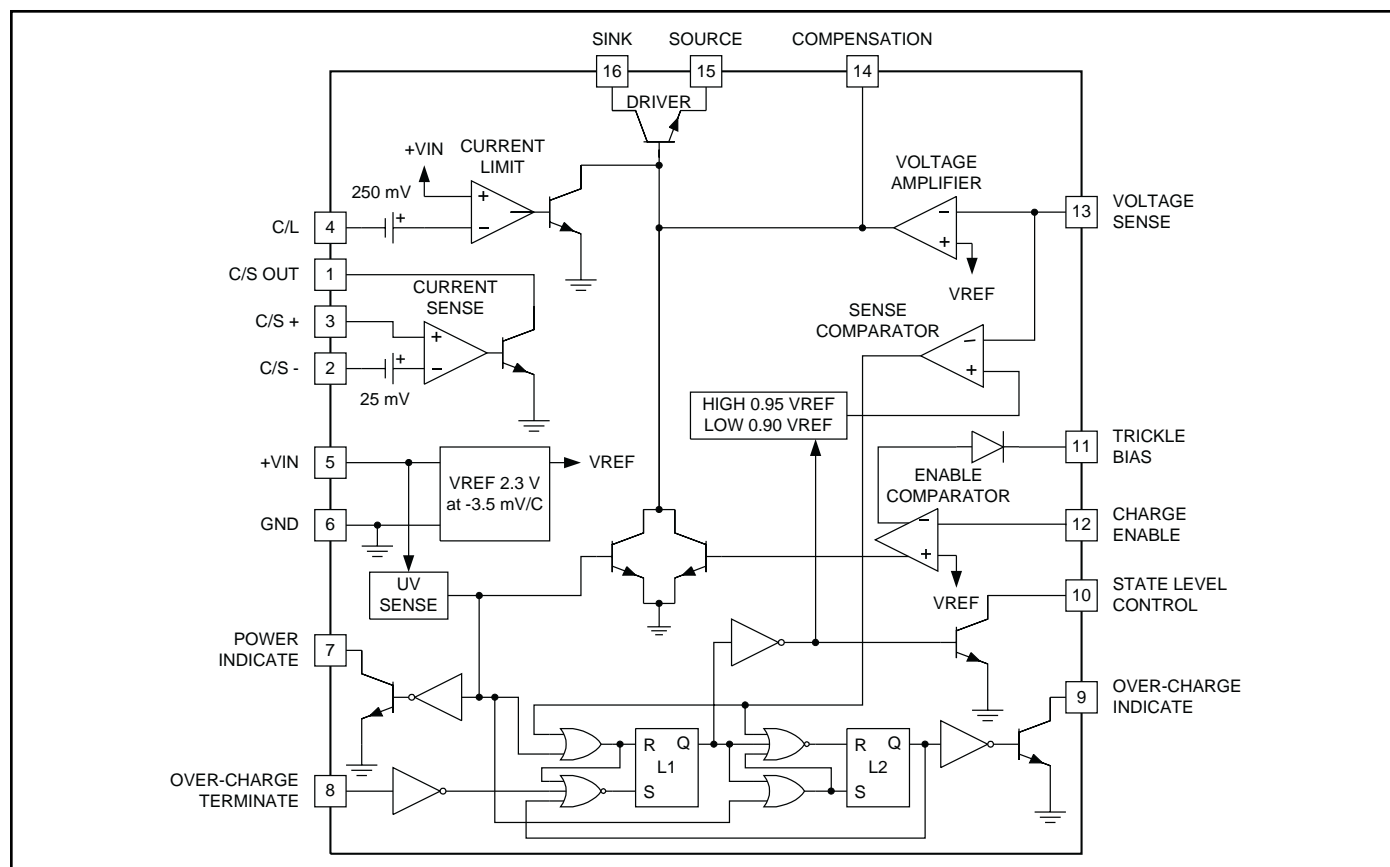 SINK
SOURCE
COMPENSATION
16
15
14
DRIVER
+VIN
CURRENT
LIMIT
VOLTAGE
AMPLIFIER
250 mV
+
+
−
−
+
C/L
4
13
VOLTAGE
SENSE
C/S OUT
1
CURRENT
SENSE
VREF
C/S +
3
SENSE
COMPARATOR
C/S -
2
+
+
−
−
+
25 mV
HIGH 0.95 VREF
LOW 0.90 VREF
+VIN
5
VREF
VREF 2.3 V
at -3.5 mV/C
11
TRICKLE
BIAS
ENABLE
COMPARATOR
GND
6
−
+
12
CHARGE
ENABLE
UV
SENSE
VREF
10
STATE LEVEL
CONTROL
POWER
INDICATE
7
9
OVER-CHARGE
INDICATE
R
Q
L1
S
R
Q
L2
S
OVER-CHARGE
TERMINATE
8